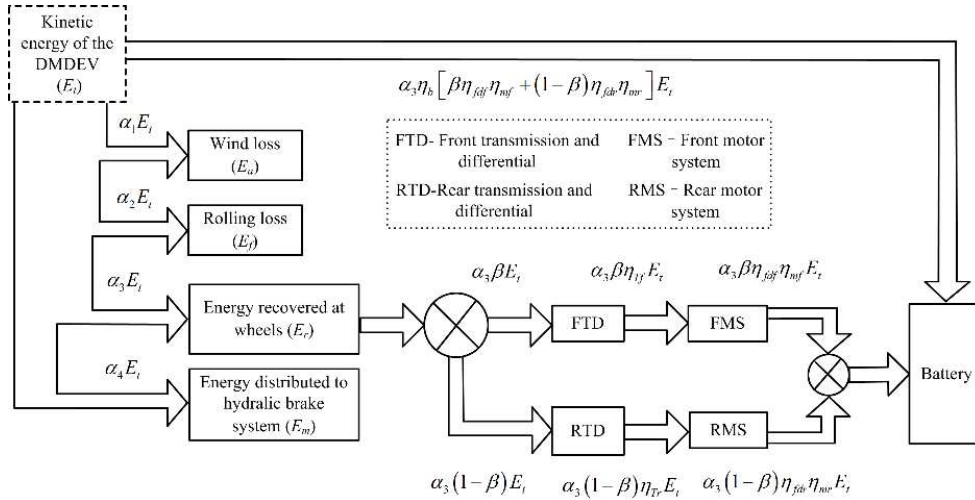 Kinetic
energy of the
DMDEV
(Eₜ)
α₃η_b[βη_fdf η_mf + (1−β)η_fdr η_mr]Eₜ
α₁Eₜ
Wind loss
(Eₐ)
FTD- Front transmission and
differential
FMS - Front motor
system
RTD-Rear transmission and
differential
RMS - Rear motor
system
α₂Eₜ
Rolling loss
(E_f)
α₃Eₜ
Energy recovered at
wheels (Eᵣ)
α₃βEₜ
α₃βη_Tf Eₜ
α₃βη_fdf η_mf Eₜ
FTD
FMS
Battery
α₄Eₜ
Energy distributed to
hydralic brake
system (Eₘ)
RTD
RMS
α₃(1−β)Eₜ
α₃(1−β)η_Tr Eₜ
α₃(1−β)η_fdr η_mr Eₜ